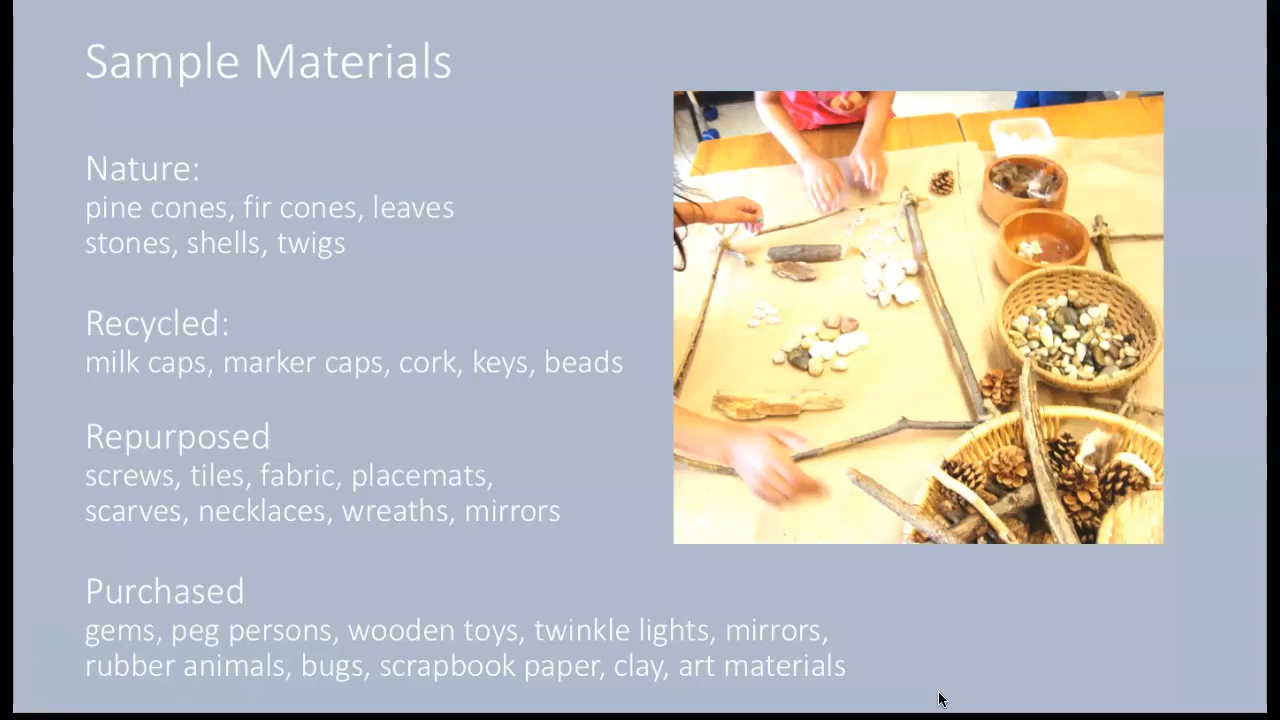 Sample Materials
Nature:
pine cones, fir cones, leaves
stones, shells, twigs
Recycled:
milk caps, marker caps, cork, keys, beads
Repurposed
screws, tiles, fabric, placemats,
scarves, necklaces, wreaths, mirrors
Purchased
gems, peg persons, wooden toys, twinkle lights, mirrors,
rubber animals, bugs, scrapbook paper, clay, art materials